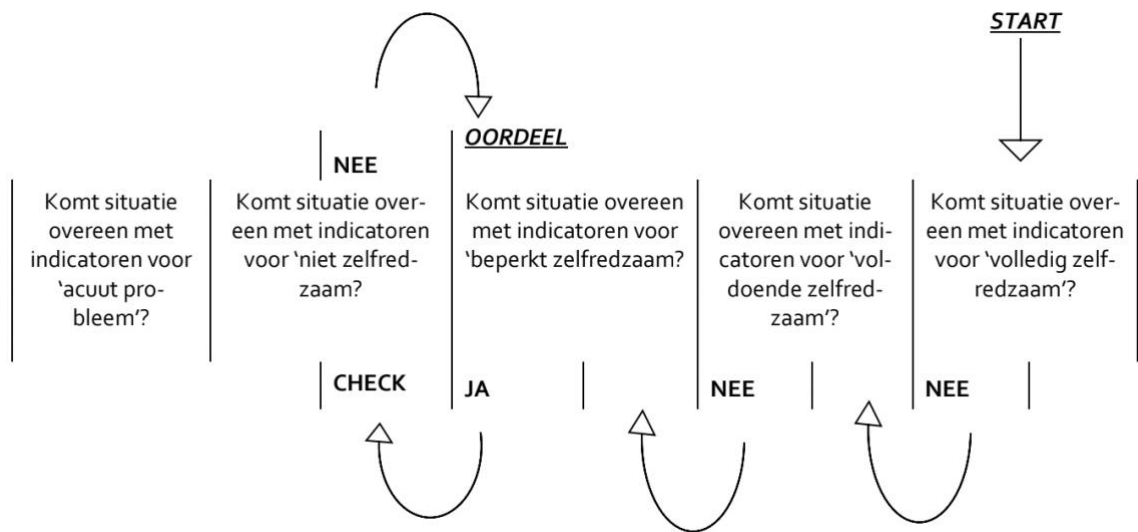 START
OORDEEL
NEE
Komt situatie
overeen met
indicatoren voor
‘acuut pro-
bleem’?
Komt situatie over-
een met indicatoren
voor ‘niet zelfred-
zaam?
Komt situatie overeen
met indicatoren voor
‘beperkt zelfredzaam?
Komt situatie
overeen met indi-
catoren voor ‘vol-
doende zelfred-
zaam’?
Komt situatie over-
een met indicatoren
voor ‘volledig zelf-
redzaam’?
CHECK
JA
NEE
NEE